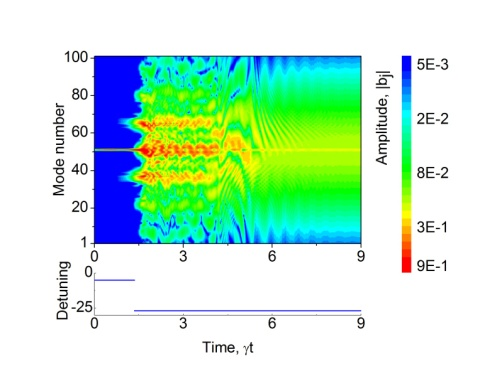 Mode number
100
80
60
40
20
1
0
3
6
9
Amplitude, |bj|
5E-3
2E-2
8E-2
3E-1
9E-1
Detuning
0
-25
0
3
6
9
Time, γt